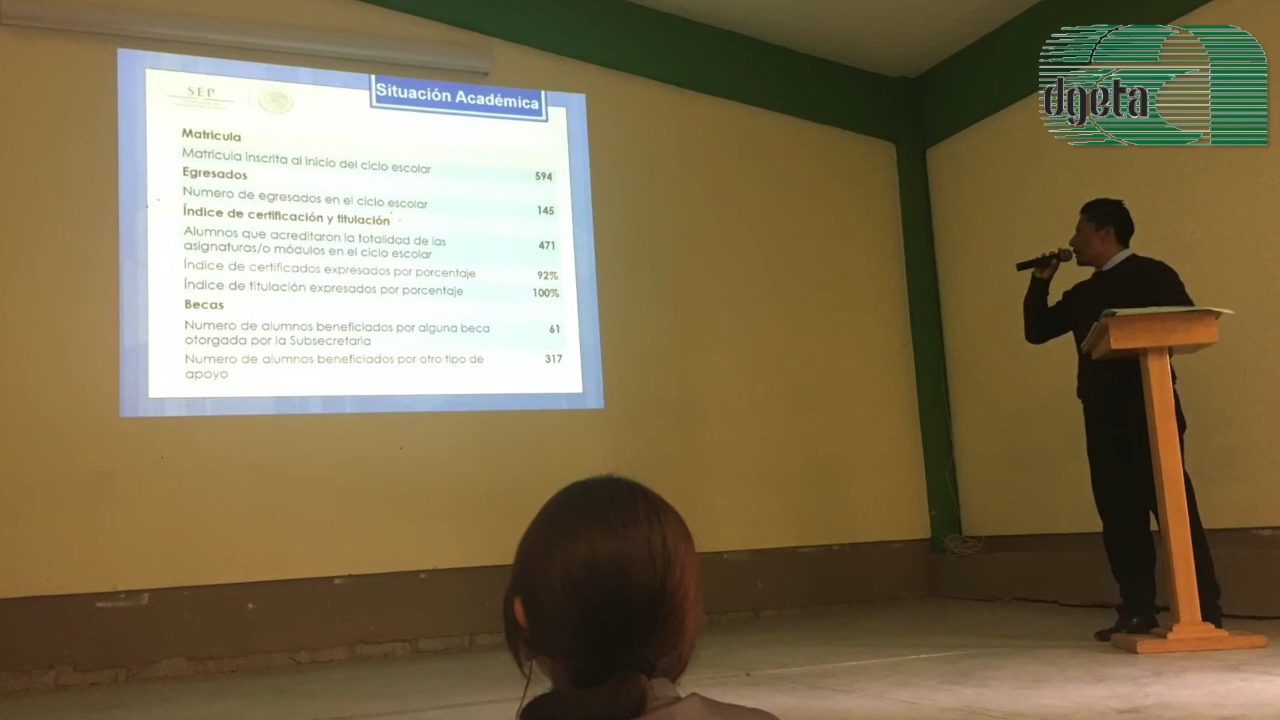 SEP
Situación Académica
Matricula
Matricula inscrita al inicio del ciclo escolar 594
Egresados
Numero de egresados en el ciclo escolar 145
Índice de certificación y titulación
Alumnos que acreditaron la totalidad de las
asignaturas/o módulos en el ciclo escolar 471
Índice de certificados expresados por porcentaje 92%
Índice de titulación expresados por porcentaje 100%
Becas
Numero de alumnos beneficiados por alguna beca 61
otorgada por la Subsecretaria
Numero de alumnos beneficiados por otro tipo de 317
apoyo
dgeta